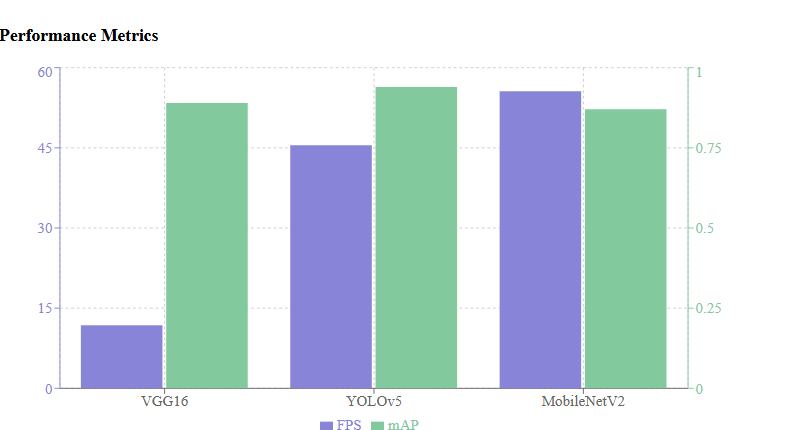 Performance Metrics
60 1
45 0.75
30 0.5
15 0.25
0 0
VGG16 YOLOv5 MobileNetV2
FPS mAP